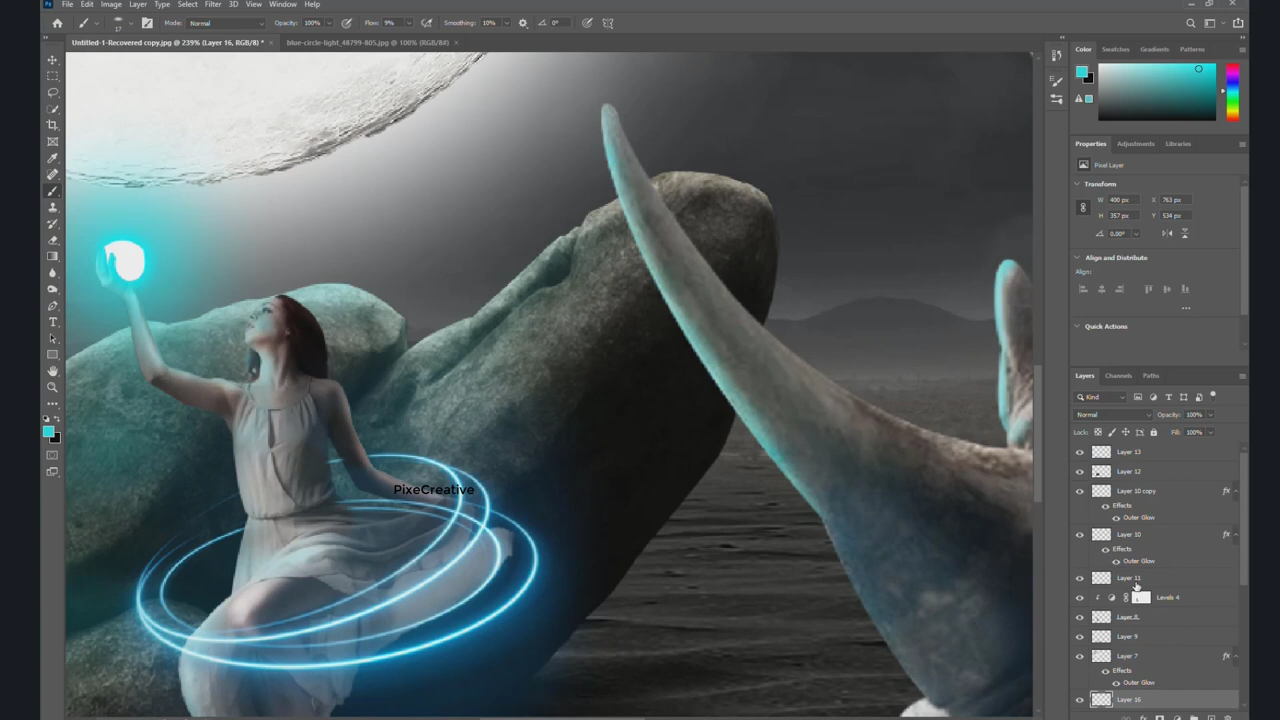 File Edit Image Layer Type Select Filter 3D View Window Help
17 Mode: Normal Opacity: 100% Flow: 9% Smoothing: 10% 0°
Untitled-1-Recovered copy.jpg @ 239% (Layer 16, RGB/8) * × blue-circle-light_48799-805.jpg @ 100% (RGB/8#) ×
Color Swatches Gradients Patterns
Properties Adjustments Libraries
Pixel Layer
Transform
W 400 px X 763 px
H 357 px Y 534 px
0.00°
Align and Distribute
Align:
Quick Actions
Layers Channels Paths
Kind
Normal Opacity: 100%
Lock: Fill: 100%
Layer 13
Layer 12
Layer 10 copy fx
Effects
Outer Glow
Layer 10 fx
Effects
Outer Glow
Layer 11
Levels 4
Layer 9
Layer 7 fx
Effects
Outer Glow
Layer 16
PixeCreative